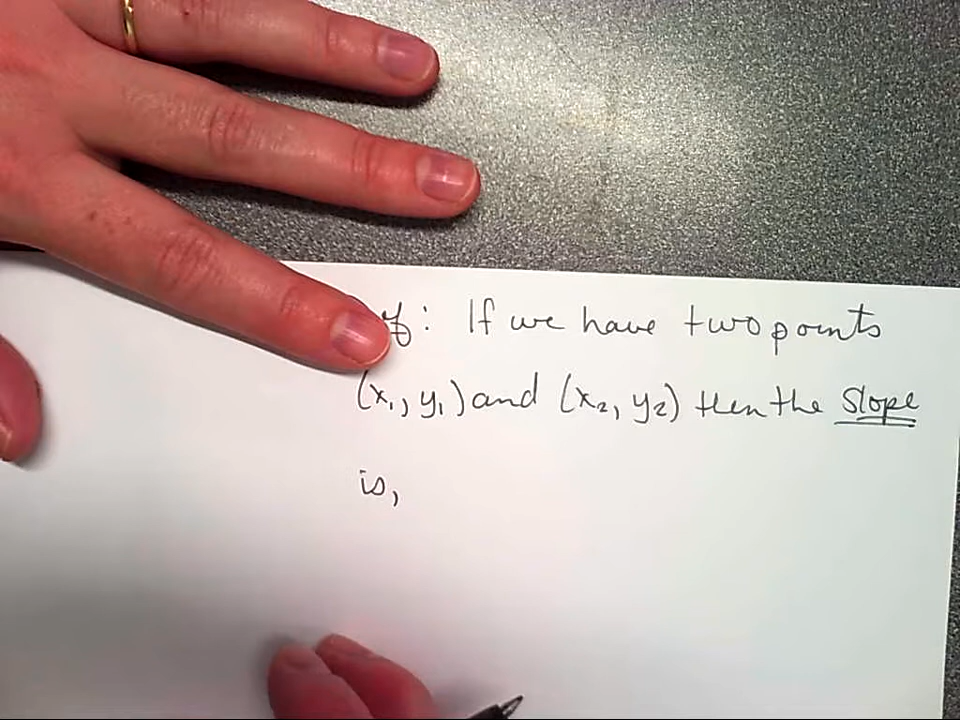 : If we have two points
(x₁, y₁) and (x₂, y₂) then the slope
is,